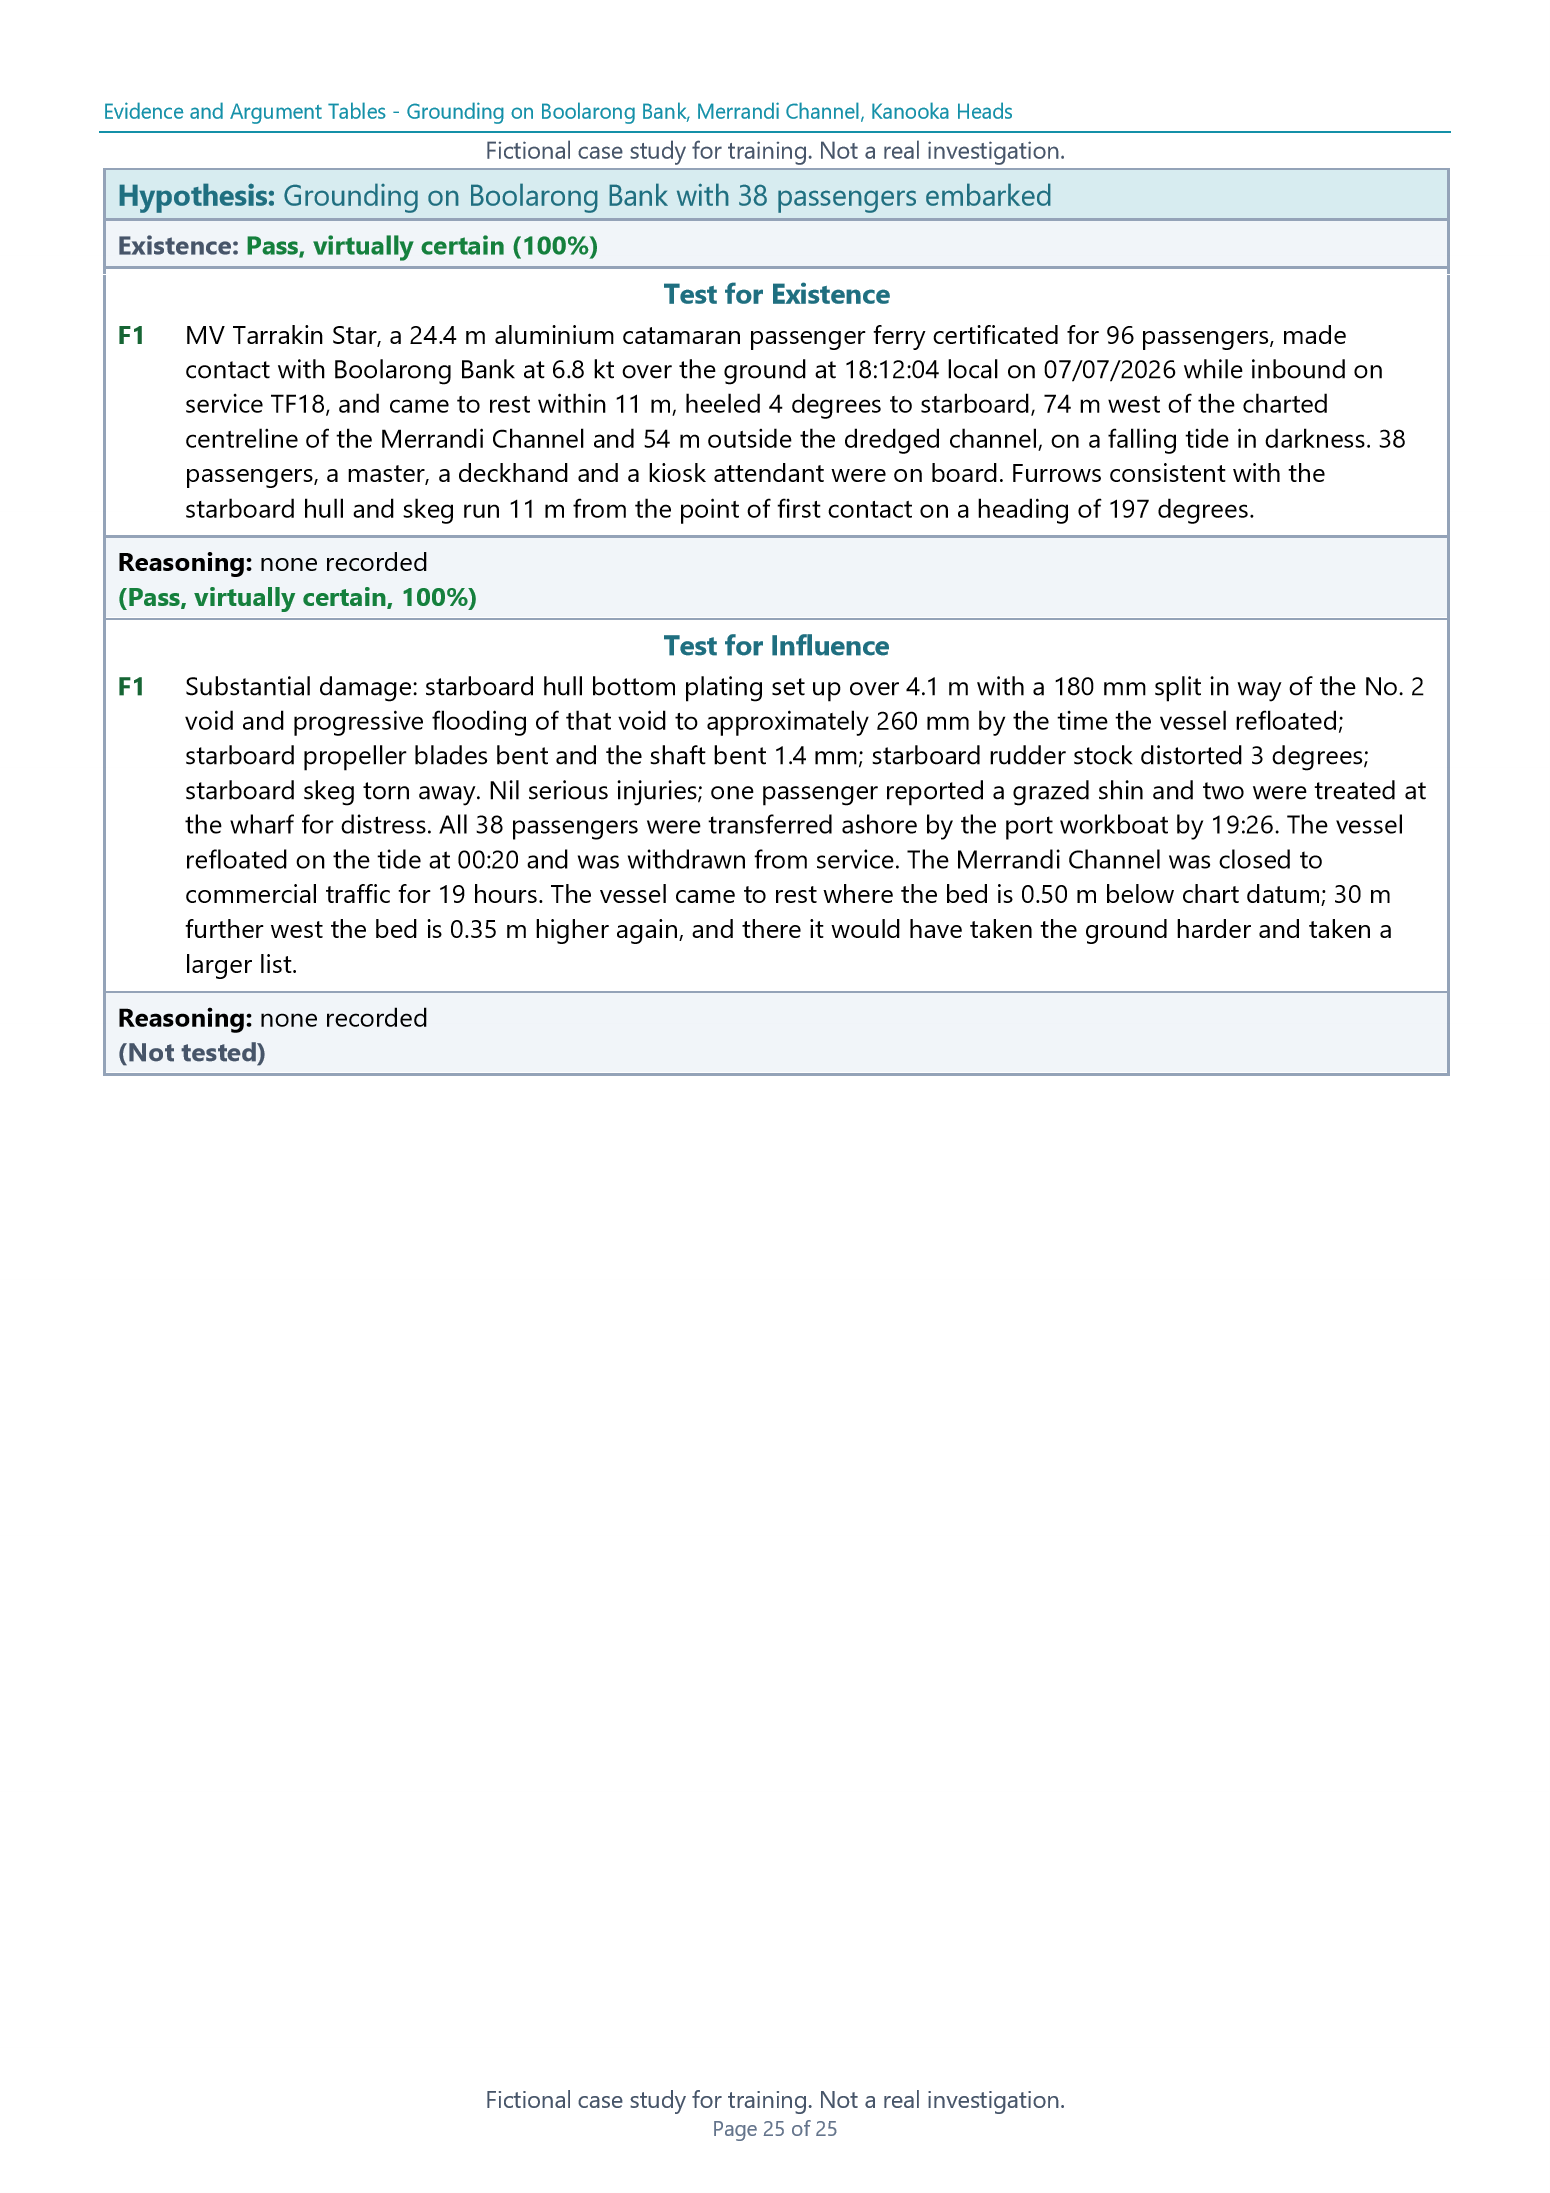 Evidence and Argument Tables - Grounding on Boolarong Bank, Merrandi Channel, Kanooka Heads
Fictional case study for training. Not a real investigation.
Hypothesis: Grounding on Boolarong Bank with 38 passengers embarked
Existence: Pass, virtually certain (100%)
Test for Existence
F1 MV Tarrakin Star, a 24.4 m aluminium catamaran passenger ferry certificated for 96 passengers, made
contact with Boolarong Bank at 6.8 kt over the ground at 18:12:04 local on 07/07/2026 while inbound on
service TF18, and came to rest within 11 m, heeled 4 degrees to starboard, 74 m west of the charted
centreline of the Merrandi Channel and 54 m outside the dredged channel, on a falling tide in darkness. 38
passengers, a master, a deckhand and a kiosk attendant were on board. Furrows consistent with the
starboard hull and skeg run 11 m from the point of first contact on a heading of 197 degrees.
Reasoning: none recorded
(Pass, virtually certain, 100%)
Test for Influence
F1 Substantial damage: starboard hull bottom plating set up over 4.1 m with a 180 mm split in way of the No. 2
void and progressive flooding of that void to approximately 260 mm by the time the vessel refloated;
starboard propeller blades bent and the shaft bent 1.4 mm; starboard rudder stock distorted 3 degrees;
starboard skeg torn away. Nil serious injuries; one passenger reported a grazed shin and two were treated at
the wharf for distress. All 38 passengers were transferred ashore by the port workboat by 19:26. The vessel
refloated on the tide at 00:20 and was withdrawn from service. The Merrandi Channel was closed to
commercial traffic for 19 hours. The vessel came to rest where the bed is 0.50 m below chart datum; 30 m
further west the bed is 0.35 m higher again, and there it would have taken the ground harder and taken a
larger list.
Reasoning: none recorded
(Not tested)
Fictional case study for training. Not a real investigation.
Page 25 of 25